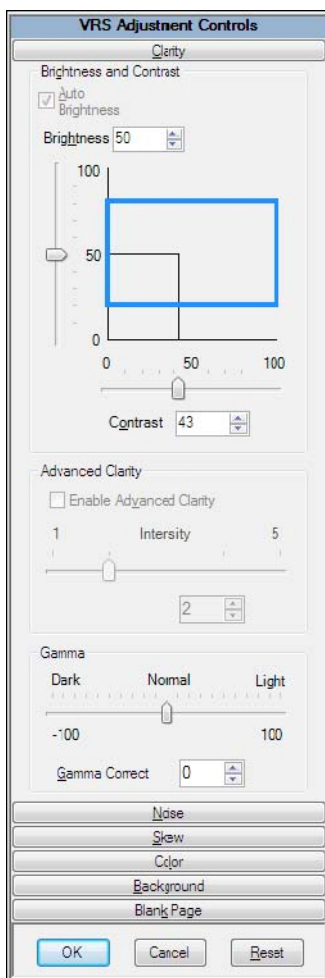 VRS Adjustment Controls
Clarity
Brightness and Contrast
Auto
Brightness
Brightness 50
100
50
0
0 50 100
Contrast 43
Advanced Clarity
Enable Advanced Clarity
1 Intersity 5
2
Gamma
Dark Normal Light
-100 100
Gamma Correct 0
Noise
Skew
Color
Background
Blank Page
OK Cancel Reset